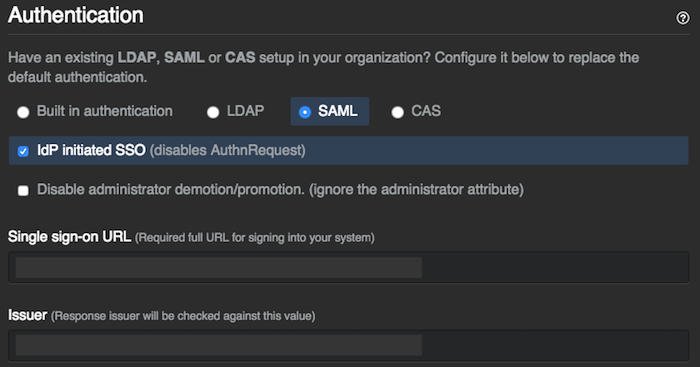 Authentication
Have an existing LDAP, SAML or CAS setup in your organization? Configure it below to replace the
default authentication.
Built in authentication LDAP SAML CAS
IdP initiated SSO (disables AuthnRequest)
Disable administrator demotion/promotion. (ignore the administrator attribute)
Single sign-on URL (Required full URL for signing into your system)
Issuer (Response issuer will be checked against this value)